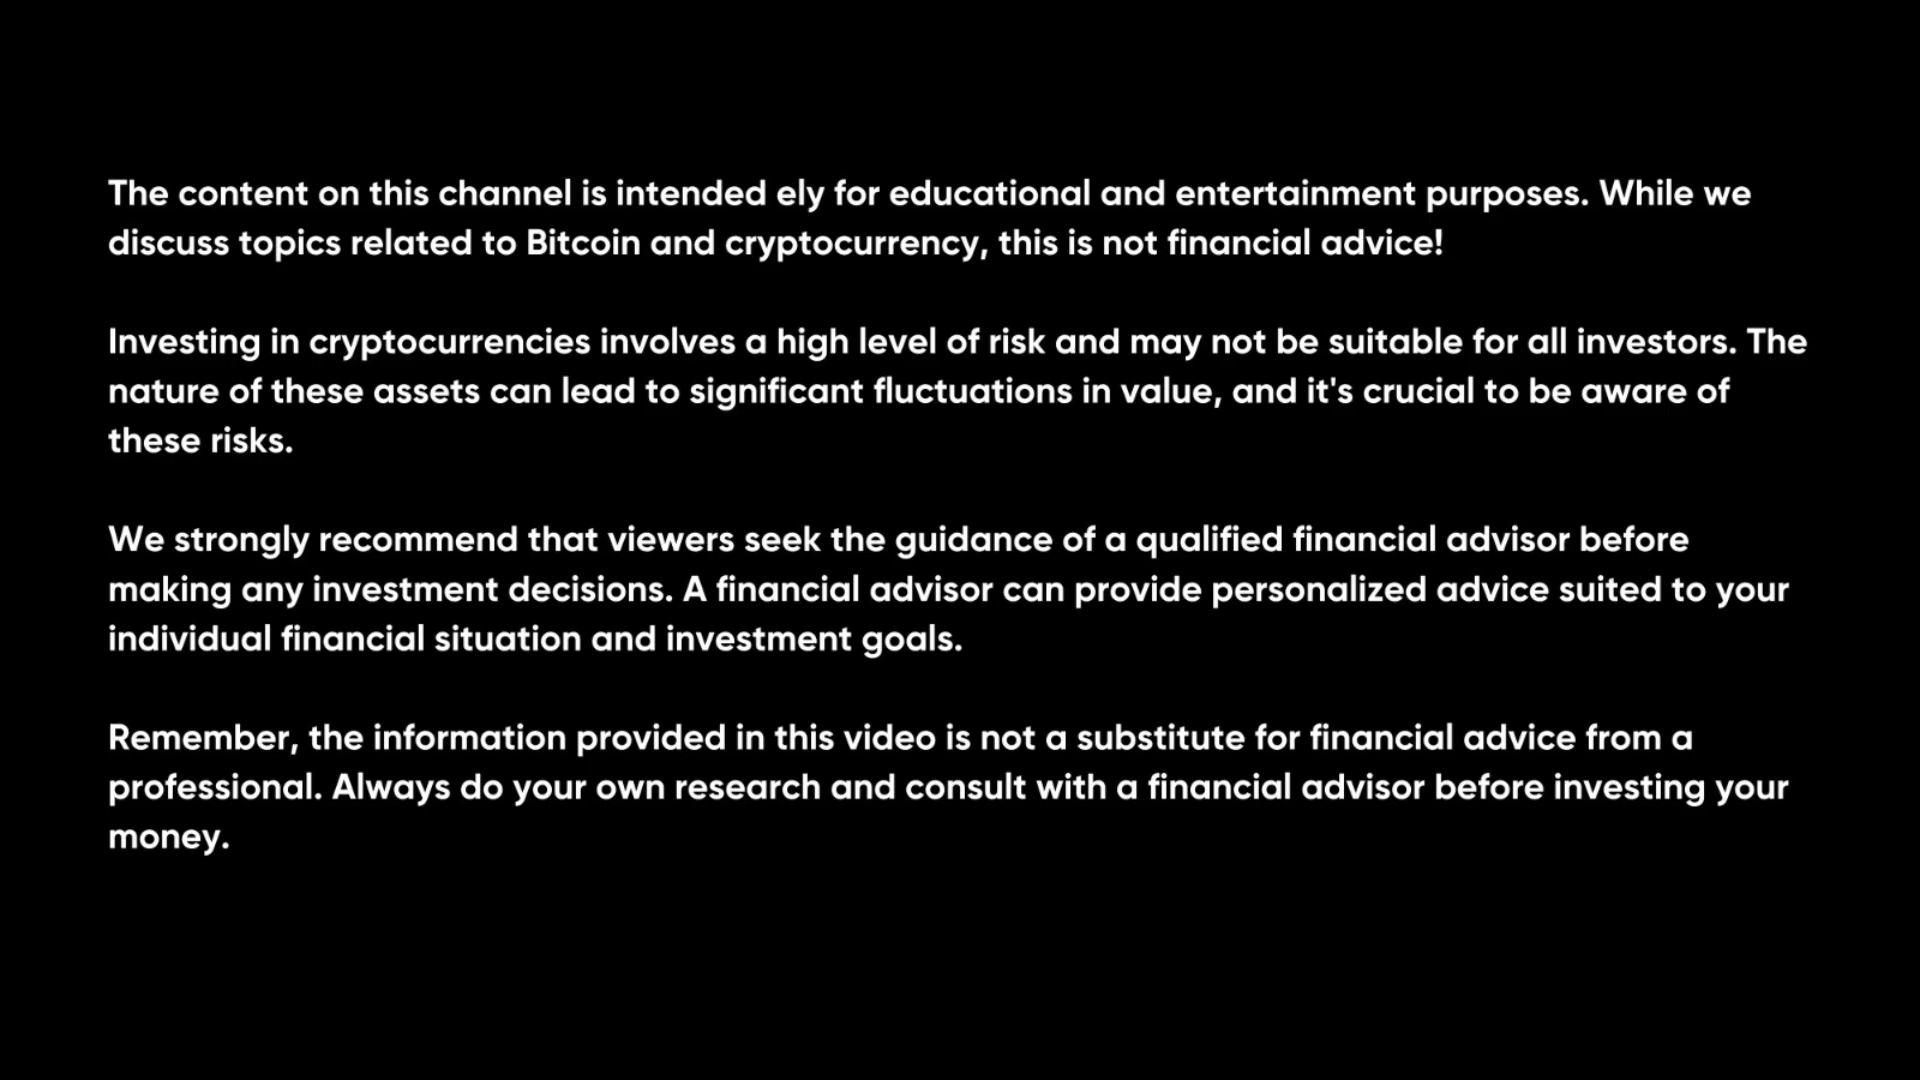 The content on this channel is intended ely for educational and entertainment purposes. While we
discuss topics related to Bitcoin and cryptocurrency, this is not financial advice!
Investing in cryptocurrencies involves a high level of risk and may not be suitable for all investors. The
nature of these assets can lead to significant fluctuations in value, and it's crucial to be aware of
these risks.
We strongly recommend that viewers seek the guidance of a qualified financial advisor before
making any investment decisions. A financial advisor can provide personalized advice suited to your
individual financial situation and investment goals.
Remember, the information provided in this video is not a substitute for financial advice from a
professional. Always do your own research and consult with a financial advisor before investing your
money.